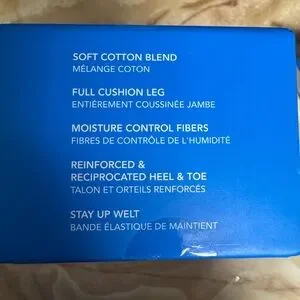 SOFT COTTON BLEND
MÉLANGE COTON
FULL CUSHION LEG
ENTIÉREMENT COUSSINÉE JAMBE
MOISTURE CONTROL FIBERS
FIBRES DE CONTRÔLE DE L'HUMIDITÉ
REINFORCED &
RECIPROCATED HEEL & TOE
TALON ET ORTEILS RENFORCÉS
STAY UP WELT
BANDE ÉLASTIQUE DE MAINTIENT